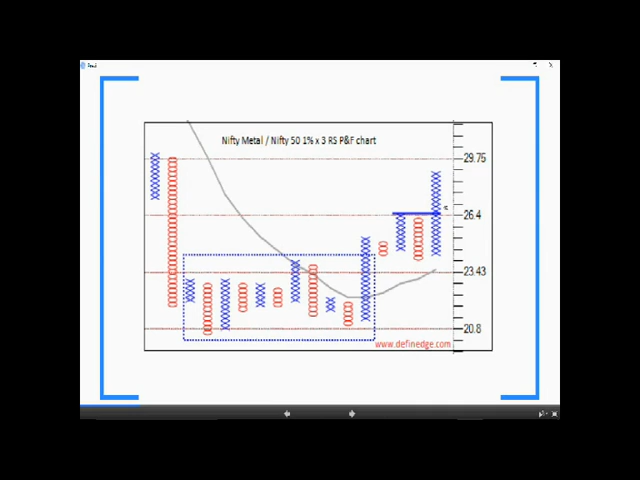 Nifty Metal / Nifty 50 1% x 3 RS P&F chart
29.75
26.4
23.43
20.8
www.definedge.com